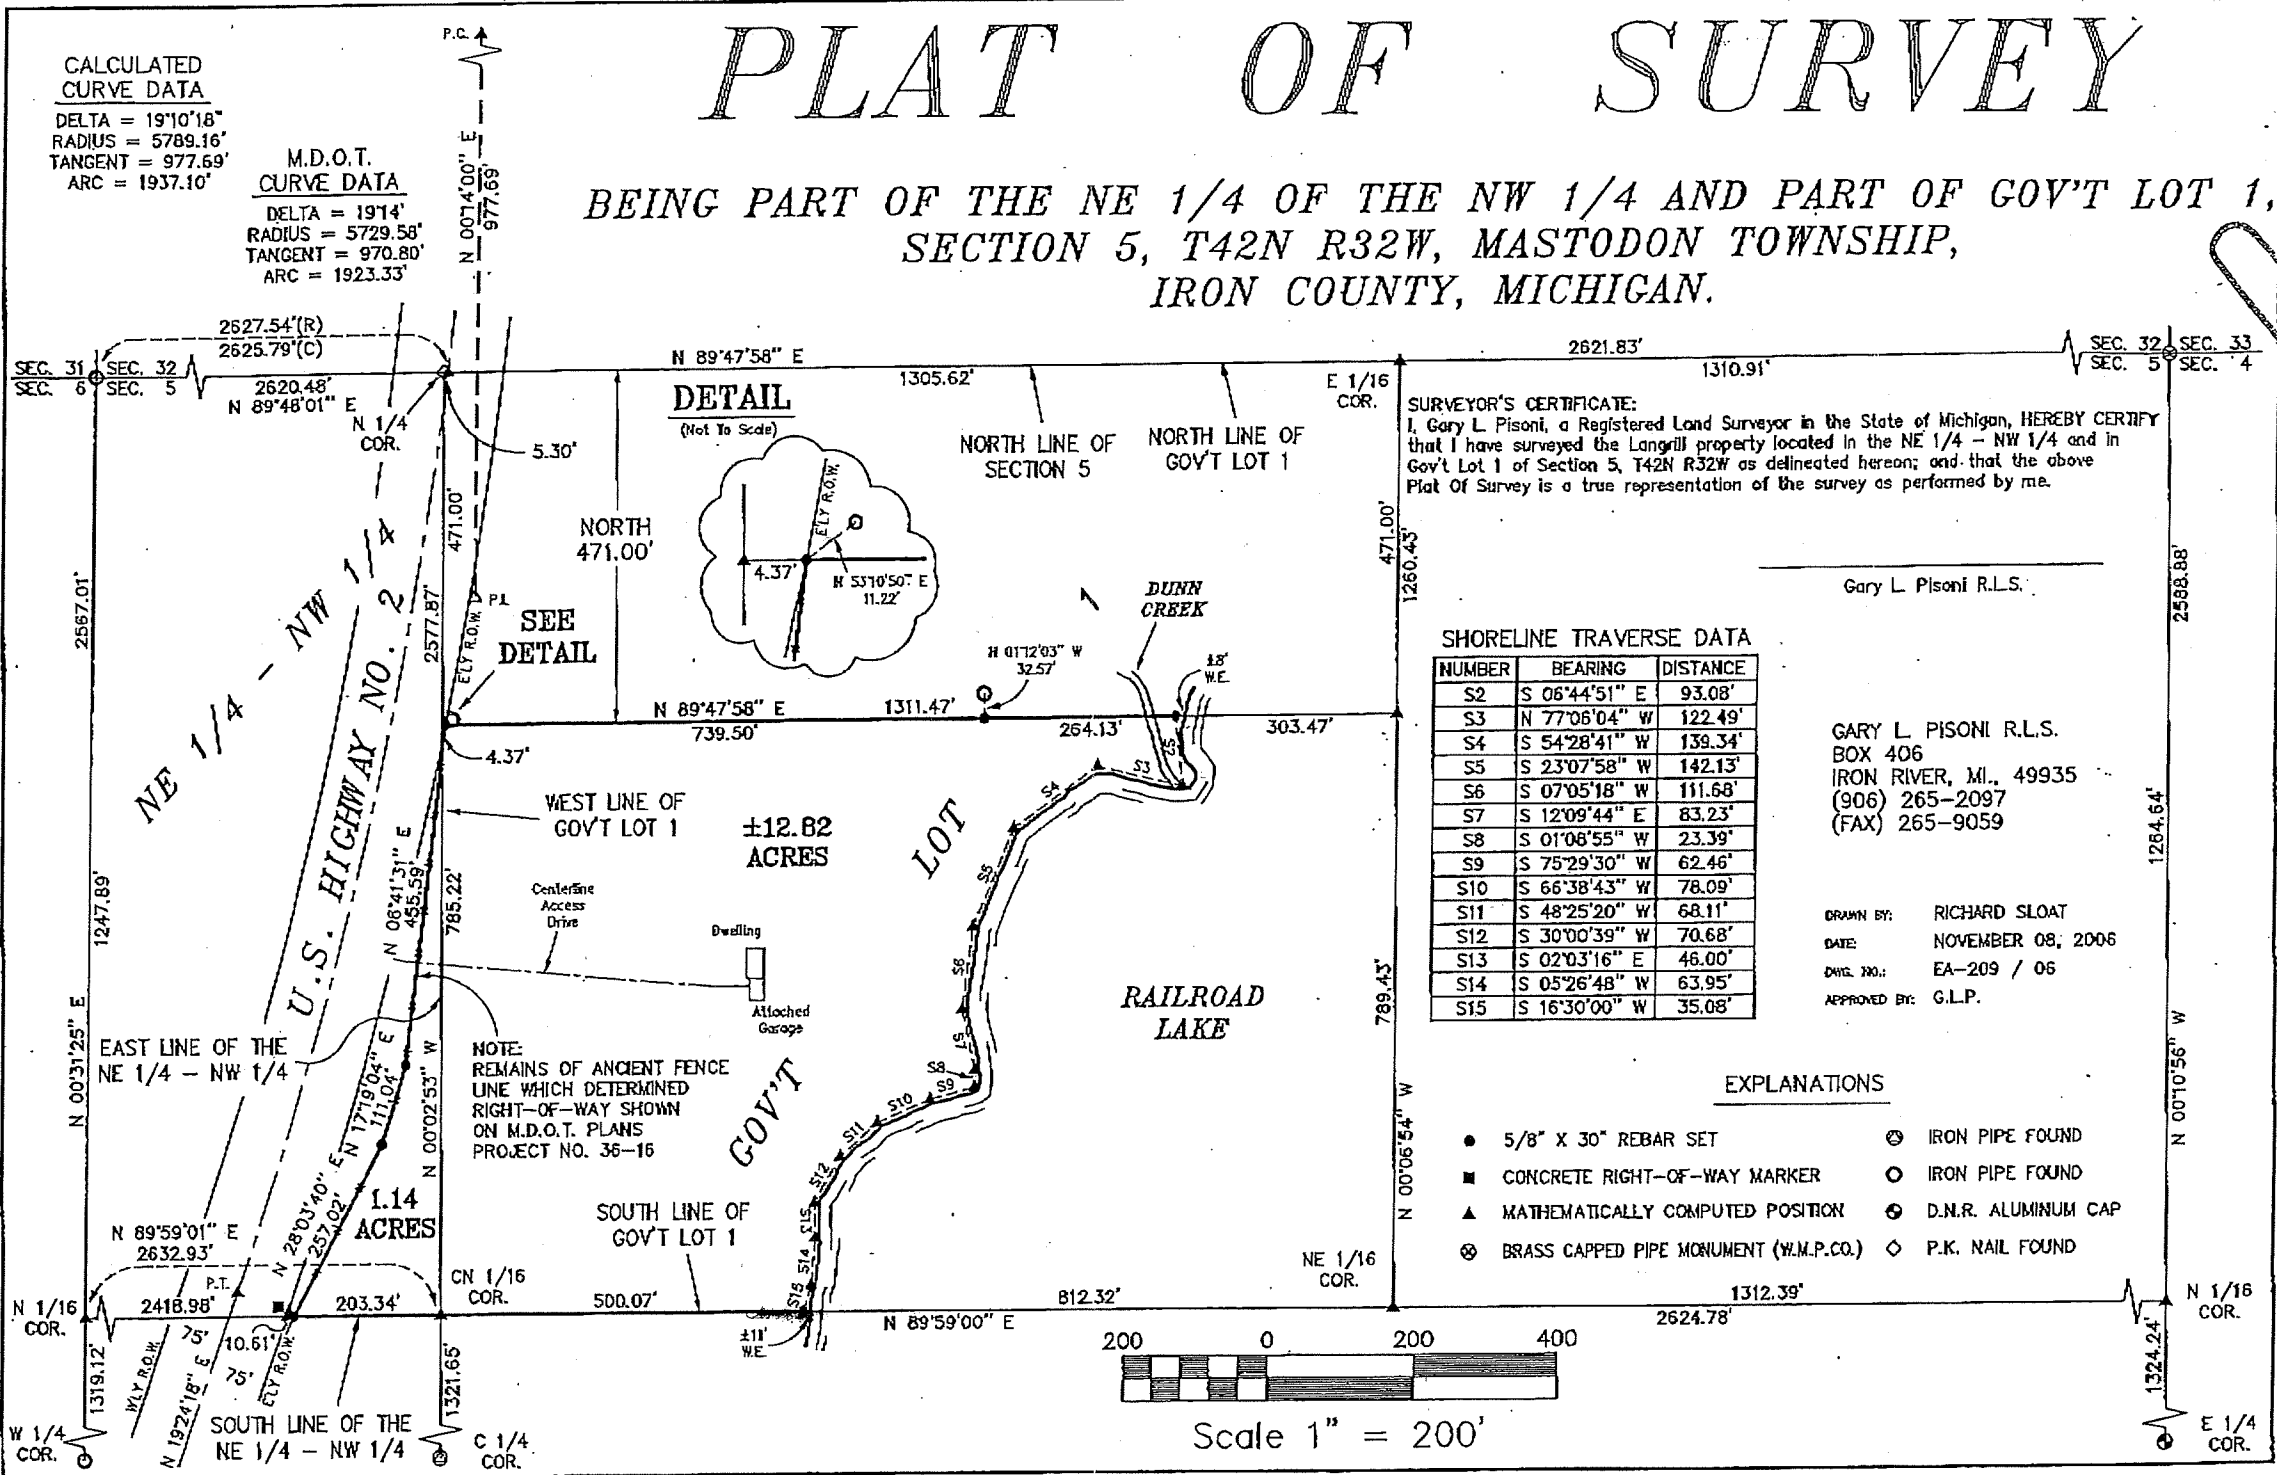 PLAT OF SURVEY
BEING PART OF THE NE 1/4 OF THE NW 1/4 AND PART OF GOV'T LOT 1,
SECTION 5, T42N R32W, MASTODON TOWNSHIP,
IRON COUNTY, MICHIGAN.
CALCULATED
CURVE DATA
DELTA = 19°10'18"
RADIUS = 5789.16'
TANGENT = 977.69'
ARC = 1937.10'
M.D.O.T.
CURVE DATA
DELTA = 19°14'
RADIUS = 5729.58'
TANGENT = 970.80'
ARC = 1923.33'
P.C.
N 00°14'00" E
977.69'
2627.54'(R)
2625.79'(C)
SEC. 31
SEC. 32
SEC. 6
SEC. 5
2620.48'
N 89°48'01" E
N 1/4
COR.
5.30'
N 89°47'58" E
1305.62'
2621.83'
1310.91'
SEC. 32
SEC. 33
SEC. 5
SEC. 4
E 1/16
COR.
DETAIL
(Not To Scale)
E'LY R.O.W.
4.37'
N 53°10'50" E
11.22'
NORTH LINE OF
SECTION 5
NORTH LINE OF
GOV'T LOT 1
SURVEYOR'S CERTIFICATE:
I, Gary L. Pisoni, a Registered Land Surveyor in the State of Michigan, HEREBY CERTIFY
that I have surveyed the Langrill property located in the NE 1/4 - NW 1/4 and in
Gov't Lot 1 of Section 5, T42N R32W as delineated hereon; and that the above
Plat Of Survey is a true representation of the survey as performed by me.
Gary L. Pisoni R.L.S.
NORTH
471.00'
471.00'
2577.87'
P.I.
E'LY R.O.W.
SEE
DETAIL
471.00'
1260.43'
2567.01'
2588.88'
NE 1/4 - NW 1/4
U.S. HIGHWAY NO. 2
DUNN
CREEK
N 01°12'03" W
32.57'
±8'
W.E.
N 89°47'58" E
1311.47'
739.50'
264.13'
303.47'
4.37'
WEST LINE OF
GOV'T LOT 1
±12.82
ACRES
GOV'T LOT 1
S2
S3
S4
S5
S6
S7
S8
S9
S10
S11
S12
S13
S14
S15
SHORELINE TRAVERSE DATA
NUMBER BEARING DISTANCE
S2 S 06°44'51" E 93.08'
S3 N 77°06'04" W 122.49'
S4 S 54°28'41" W 139.34'
S5 S 23°07'58" W 142.13'
S6 S 07°05'18" W 111.68'
S7 S 12°09'44" E 83.23'
S8 S 01°08'55" W 23.39'
S9 S 75°29'30" W 62.46'
S10 S 66°38'43" W 78.09'
S11 S 48°25'20" W 68.11'
S12 S 30°00'39" W 70.68'
S13 S 02°03'16" E 46.00'
S14 S 05°26'48" W 63.95'
S15 S 16°30'00" W 35.08'
GARY L. PISONI R.L.S.
BOX 406
IRON RIVER, MI., 49935
(906) 265-2097
(FAX) 265-9059
DRAWN BY: RICHARD SLOAT
DATE: NOVEMBER 08, 2006
DWG. NO.: EA-209 / 06
APPROVED BY: G.L.P.
1247.89'
N 00°31'25" E
N 08°41'31" E
455.59'
785.22'
Centerline
Access
Drive
Dwelling
Attached
Garage
RAILROAD
LAKE
789.43'
1264.64'
EAST LINE OF THE
NE 1/4 - NW 1/4
NOTE:
REMAINS OF ANCIENT FENCE
LINE WHICH DETERMINED
RIGHT-OF-WAY SHOWN
ON M.D.O.T. PLANS
PROJECT NO. 36-16
N 17°19'04" E
111.04'
N 00°02'53" W
N 28°03'40" E
257.02'
1.14
ACRES
SOUTH LINE OF
GOV'T LOT 1
N 00°06'54" W
N 00°10'56" W
EXPLANATIONS
5/8" X 30" REBAR SET
CONCRETE RIGHT-OF-WAY MARKER
MATHEMATICALLY COMPUTED POSITION
BRASS CAPPED PIPE MONUMENT (W.M.P.CO.)
IRON PIPE FOUND
IRON PIPE FOUND
D.N.R. ALUMINUM CAP
P.K. NAIL FOUND
N 89°59'01" E
2632.93'
P.T.
N 1/16
COR.
2418.98'
203.34'
CN 1/16
COR.
500.07'
±11'
W.E.
812.32'
N 89°59'00" E
NE 1/16
COR.
1312.39'
2624.78'
N 1/16
COR.
75'
10.61'
75'
W'LY R.O.W.
N 19°24'18" E
E'LY R.O.W.
1319.12'
1321.65'
1324.24'
W 1/4
COR.
SOUTH LINE OF THE
NE 1/4 - NW 1/4
C 1/4
COR.
E 1/4
COR.
200 0 200 400
Scale 1" = 200'